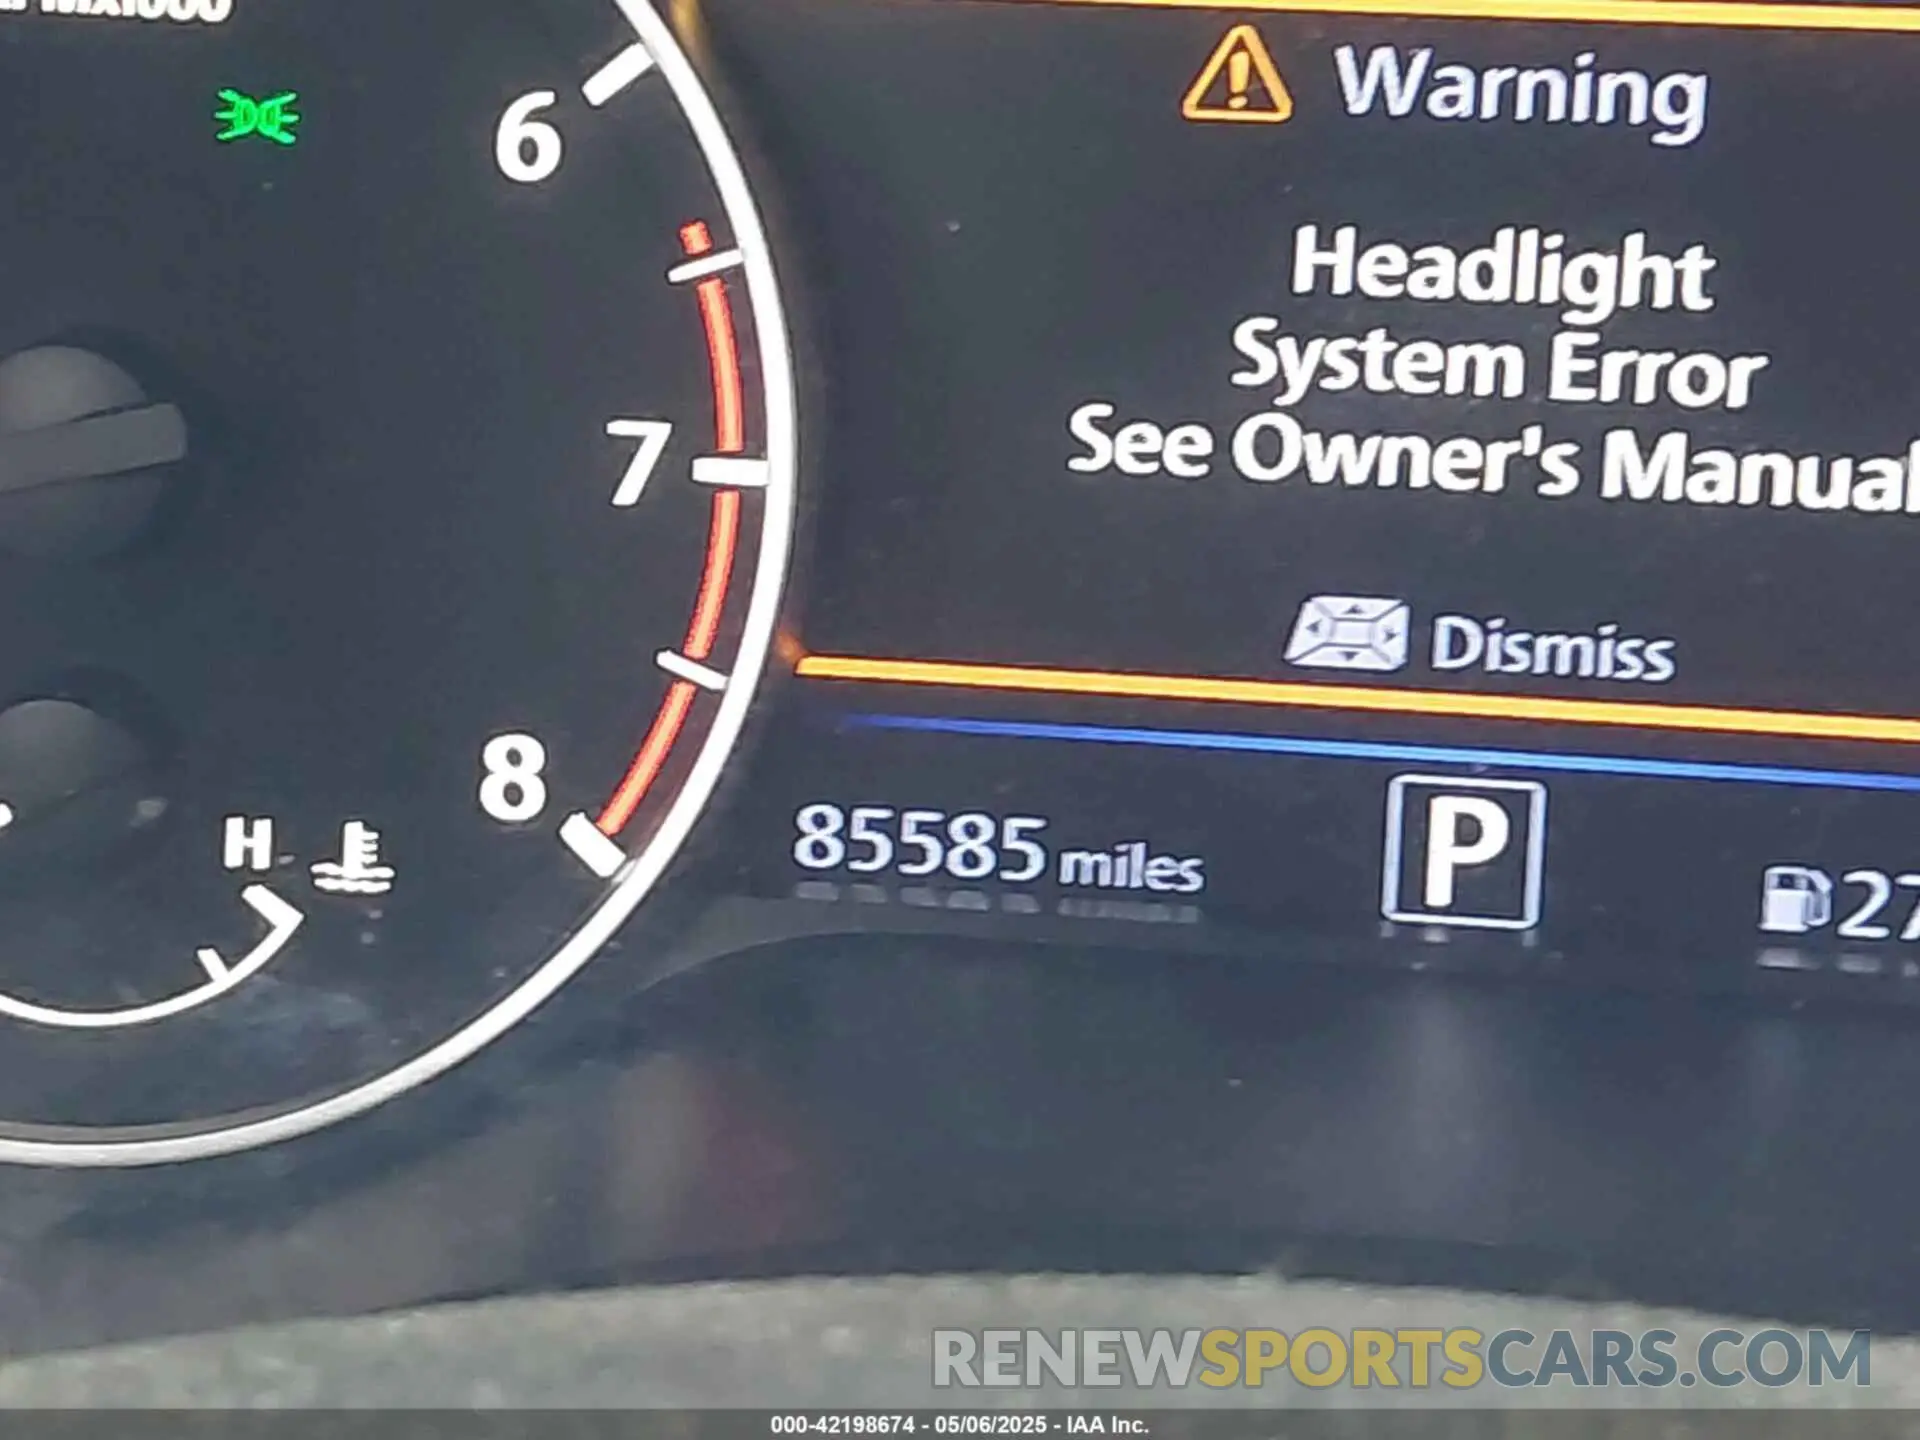 6
Warning
Headlight
System Error
See Owner's Manual
7
Dismiss
8
85585 miles
P
H
27
RENEWSPORTSCARS.COM
000-42198674 - 05/06/2025 - IAA Inc.